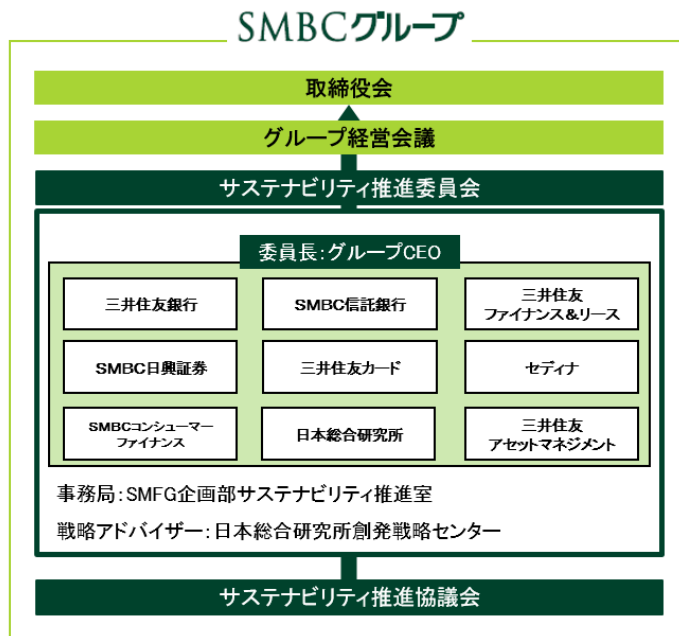 SMBCグループ
取締役会
グループ経営会議
サステナビリティ推進委員会
委員長:グループCEO
三井住友銀行
SMBC信託銀行
三井住友
ファイナンス&リース
SMBC日興証券
三井住友カード
セディナ
SMBCコンシューマー
ファイナンス
日本総合研究所
三井住友
アセットマネジメント
事務局:SMFG企画部サステナビリティ推進室
戦略アドバイザー:日本総合研究所創発戦略センター
サステナビリティ推進協議会